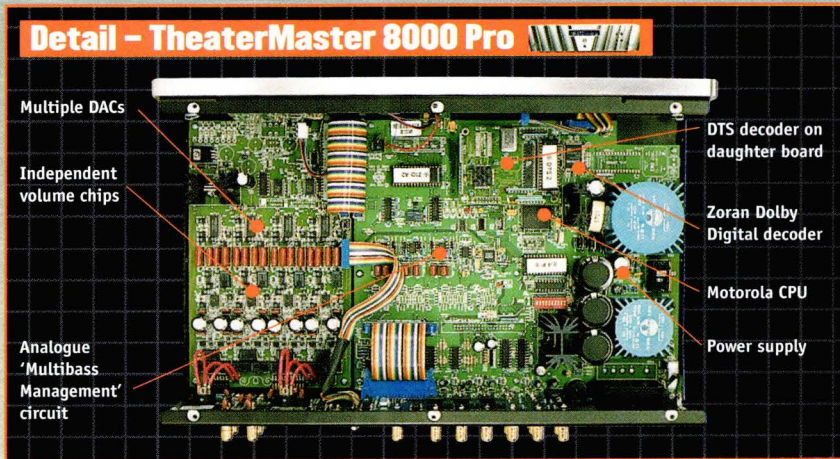 Detail – TheaterMaster 8000 Pro
Multiple DACs
Independent
volume chips
Analogue
‘Multibass
Management’
circuit
DTS decoder on
daughter board
Zoran Dolby
Digital decoder
Motorola CPU
Power supply